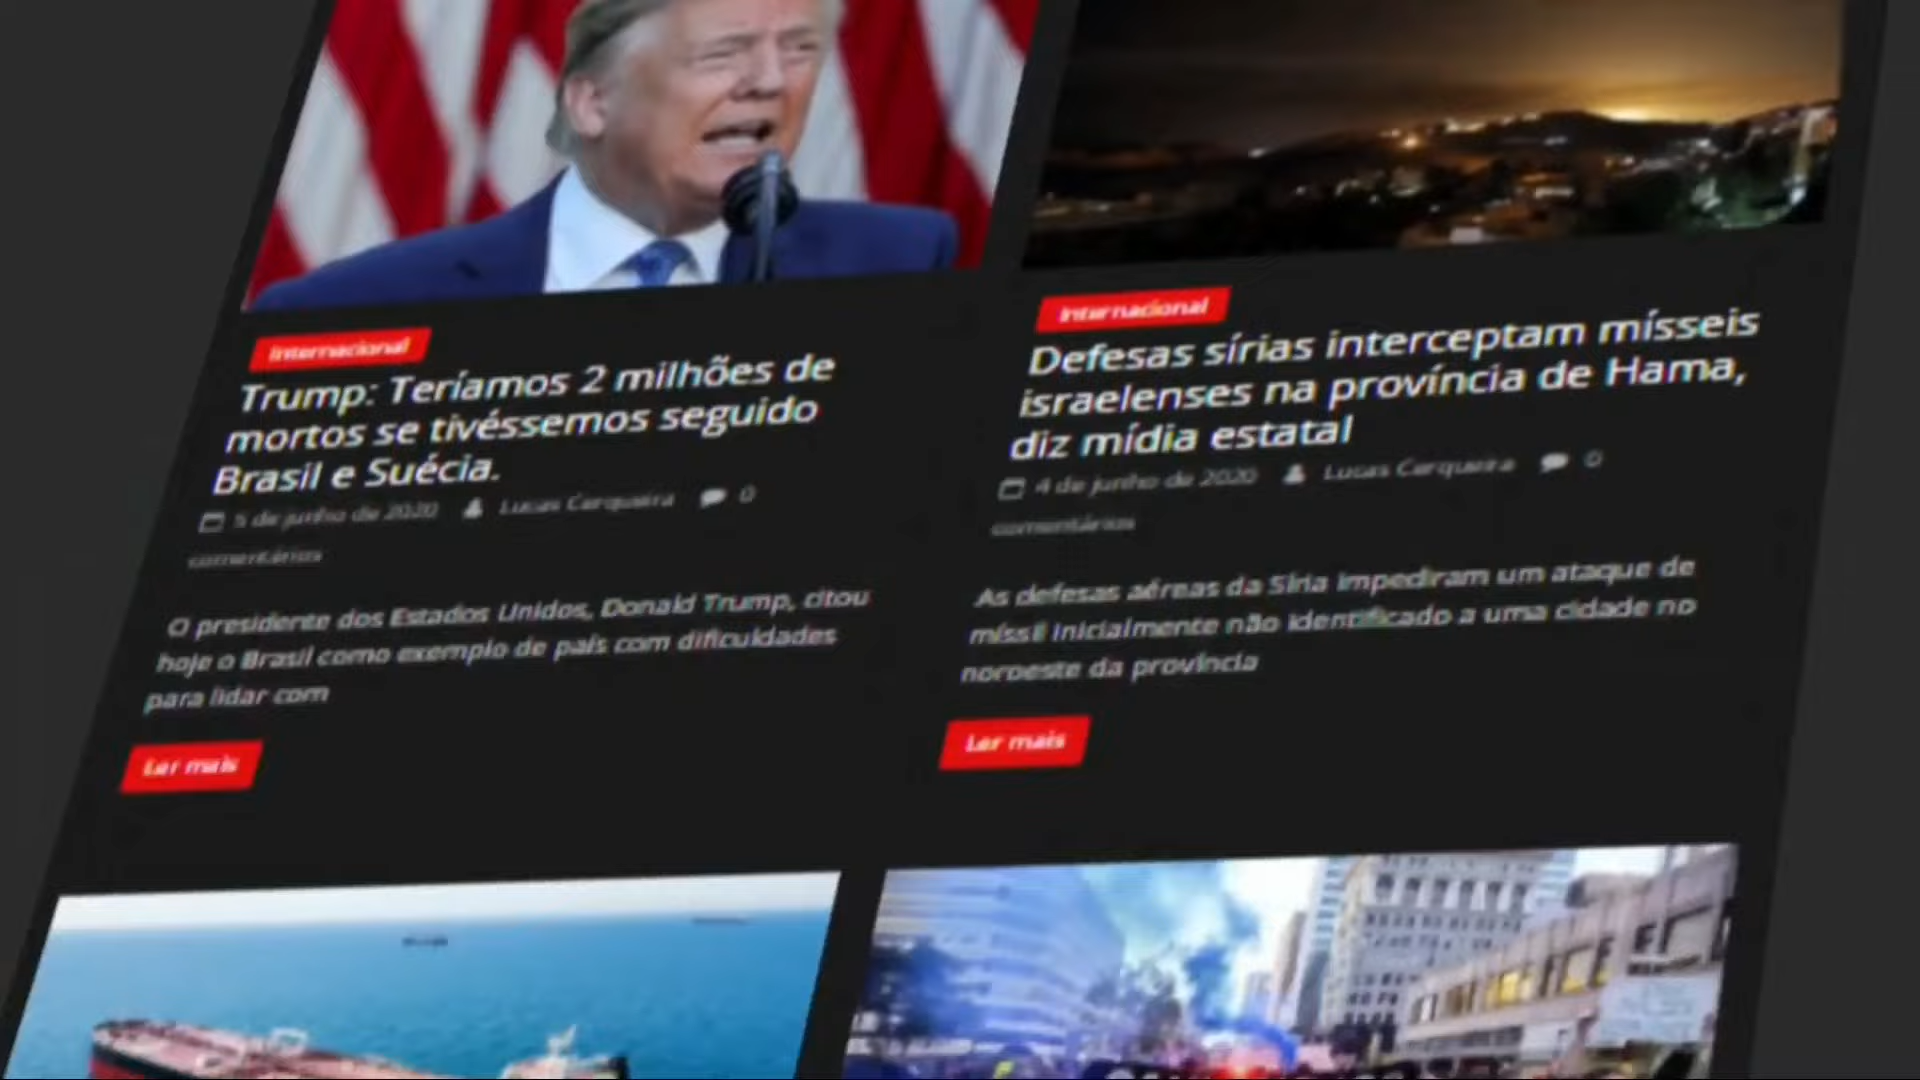 Internacional
Trump: Teríamos 2 milhões de
mortos se tivéssemos seguido
Brasil e Suécia.
5 de junho de 2020 Lucas Cerqueira 0
comentários
O presidente dos Estados Unidos, Donald Trump, citou
hoje o Brasil como exemplo de país com dificuldades
para lidar com
Ler mais
Internacional
Defesas sírias interceptam mísseis
israelenses na província de Hama,
diz mídia estatal
4 de junho de 2020 Lucas Cerqueira 0
comentários
As defesas aéreas da Síria impediram um ataque de
míssil inicialmente não identificado a uma cidade no
noroeste da província
Ler mais